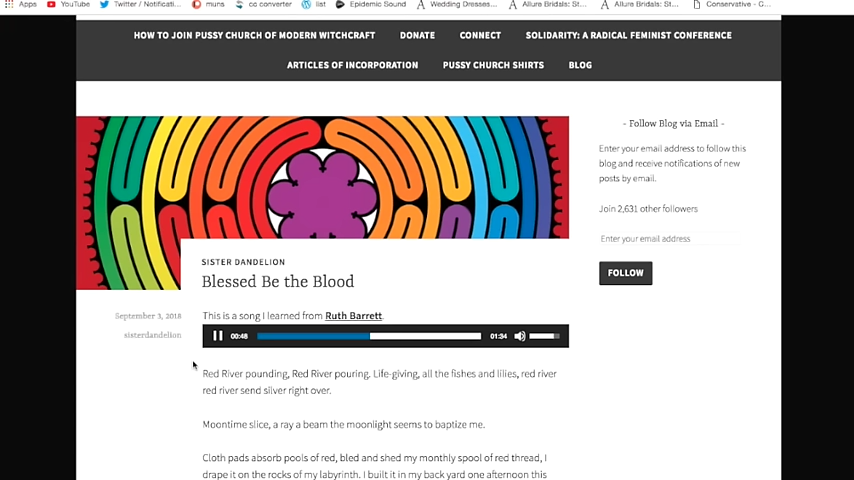 Apps YouTube Twitter / Notificati... muns co converter list Epidemic Sound Wedding Dresses... Allure Bridals: St... Allure Bridals: St... Conservative - C...
HOW TO JOIN PUSSY CHURCH OF MODERN WITCHCRAFT DONATE CONNECT SOLIDARITY: A RADICAL FEMINIST CONFERENCE
ARTICLES OF INCORPORATION PUSSY CHURCH SHIRTS BLOG
SISTER DANDELION
Blessed Be the Blood
September 3, 2018
sisterdandelion
This is a song I learned from Ruth Barrett.
00:48 01:34
Red River pounding, Red River pouring. Life-giving, all the fishes and lilies, red river
red river send silver right over.
Moontime slice, a ray a beam the moonlight seems to baptize me.
Cloth pads absorb pools of red, bled and shed my monthly spool of red thread, I
drape it on the rocks of my labyrinth. I built it in my back yard one afternoon this
- Follow Blog via Email -
Enter your email address to follow this
blog and receive notifications of new
posts by email.
Join 2,631 other followers
Enter your email address
FOLLOW